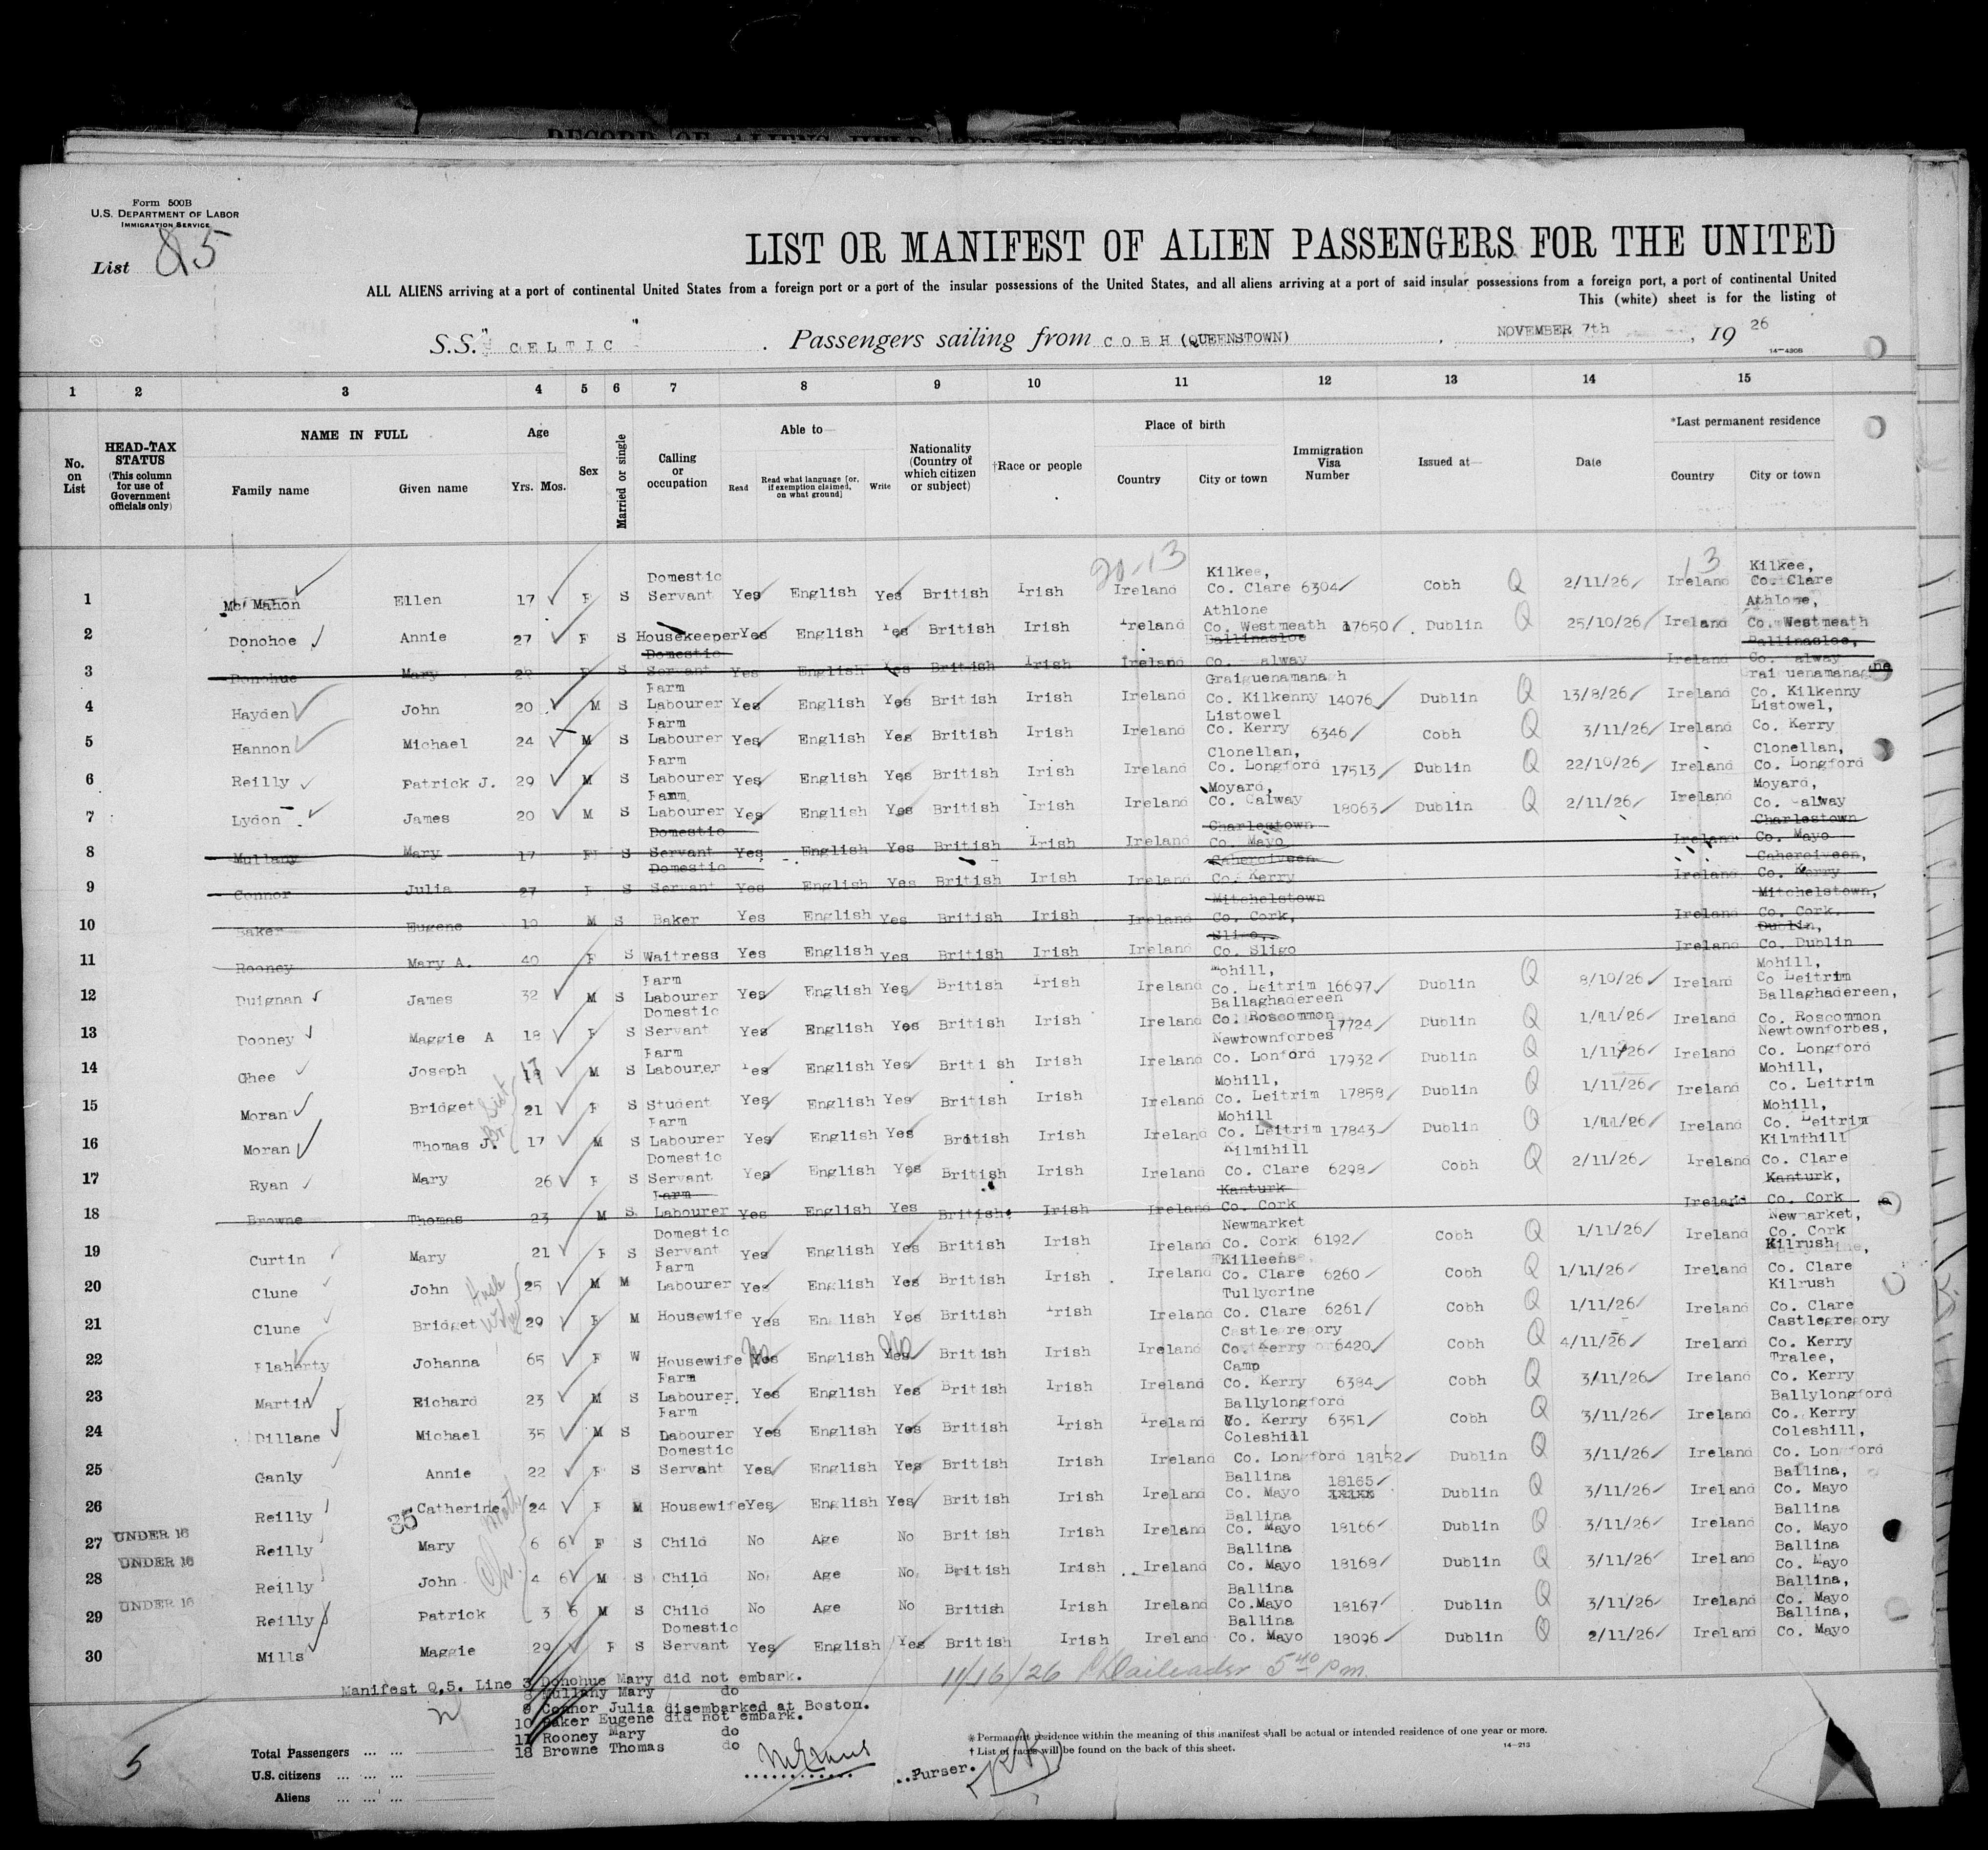 RECORD OF ALIENS HELD
Form 500B
U.S. DEPARTMENT OF LABOR
IMMIGRATION SERVICE
List Q5
LIST OR MANIFEST OF ALIEN PASSENGERS FOR THE UNITED
ALL ALIENS arriving at a port of continental United States from a foreign port or a port of the insular possessions of the United States, and all aliens arriving at a port of said insular possessions from a foreign port, a port of continental United
This (white) sheet is for the listing of
S.S. " CELTIC " . Passengers sailing from COBH (QUEENSTOWN) , NOVEMBER 7th , 19 26
14—430B
1 2 3 4 5 6 7 8 9 10 11 12 13 14 15
No. on List
HEAD-TAX STATUS (This column for use of Government officials only)
NAME IN FULL Family name Given name
Age Yrs. Mos.
Sex
Married or single
Calling or occupation
Able to— Read Read what language [or, if exemption claimed, on what ground] Write
Nationality (Country of which citizen or subject)
†Race or people
Place of birth Country City or town
Immigration Visa Number
Issued at—
Date
*Last permanent residence Country City or town
20-13 13
1 Mc Mahon Ellen 17 F S Domestic Servant Yes English Yes British Irish Ireland Kilkee, Co. Clare 6304 Cobh Q 2/11/26 Ireland Kilkee, Co. Clare
2 Donohoe Annie 27 F S Housekeeper Yes English Yes British Irish Ireland Athlone Co. Westmeath 17650 Dublin Q 25/10/26 Ireland Athlone, Co. Westmeath
3 Donohue Mary 28 F S Domestic Servant Yes English Yes British Irish Ireland Ballinasloe Co. Galway Ireland Ballinasloe, Co. Galway
4 Hayden John 20 M S Farm Labourer Yes English Yes British Irish Ireland Graiguenamanagh Co. Kilkenny 14076 Dublin Q 13/8/26 Ireland Graiguenamanagh Co. Kilkenny
5 Hannon Michael 24 M S Farm Labourer Yes English Yes British Irish Ireland Listowel Co. Kerry 6346 Cobh Q 3/11/26 Ireland Listowel, Co. Kerry
6 Reilly Patrick J. 29 M S Farm Labourer Yes English Yes British Irish Ireland Clonellan, Co. Longford 17513 Dublin Q 22/10/26 Ireland Clonellan, Co. Longford
7 Lydon James 20 M S Farm Labourer Yes English Yes British Irish Ireland Moyard, Co. Galway 18063 Dublin Q 2/11/26 Ireland Moyard, Co. Galway
8 Mullany Mary 17 F S Domestic Servant Yes English Yes British Irish Ireland Charlestown Co. Mayo Ireland Charlestown Co. Mayo
9 Connor Julia 27 F S Domestic Servant Yes English Yes British Irish Ireland Caherciveen Co. Kerry Ireland Caherciveen, Co. Kerry
10 Baker Eugene 19 M S Baker Yes English Yes British Irish Ireland Mitchelstown Co. Cork, Ireland Mitchelstown, Co. Cork.
11 Rooney Mary A. 40 F S Waitress Yes English Yes British Irish Ireland Sligo, Co. Sligo Ireland Dublin, Co. Dublin
12 Duignan James 32 M S Farm Labourer Yes English Yes British Irish Ireland Mohill, Co. Leitrim 16697 Dublin Q 8/10/26 Ireland Mohill, Co Leitrim
13 Dooney Maggie A 18 F S Domestic Servant Yes English Yes British Irish Ireland Ballaghadereen Co. Roscommon 17724 Dublin Q 1/11/26 Ireland Ballaghadereen, Co. Roscommon
14 Ghee Joseph 19 M S Farm Labourer Yes English Yes British Irish Ireland Newtownforbes Co. Lonford 17932 Dublin Q 1/11/26 Ireland Newtownforbes, Co. Longford
15 Moran Bridget 21 F S Student Yes English Yes British Irish Ireland Mohill, Co. Leitrim 17858 Dublin Q 1/11/26 Ireland Mohill, Co. Leitrim
16 Moran Thomas J. 17 M S Farm Labourer Yes English Yes British Irish Ireland Mohill Co. Leitrim 17843 Dublin Q 1/11/26 Ireland Mohill, Co. Leitrim
17 Ryan Mary 26 F S Domestic Servant Yes English Yes British Irish Ireland Kilmihill Co. Clare 6298 Cobh Q 2/11/26 Ireland Kilmihill Co. Clare
18 Browne Thomas 23 M S Farm Labourer Yes English Yes British Irish Ireland Kanturk Co. Cork Ireland Kanturk, Co. Cork
19 Curtin Mary 21 F S Domestic Servant Yes English Yes British Irish Ireland Newmarket Co. Cork 6192 Cobh Q 1/11/26 Ireland Newmarket, Co. Cork
20 Clune John 25 M M Farm Labourer Yes English Yes British Irish Ireland Killeens Co. Clare 6260 Cobh Q 1/11/26 Ireland Kilrush Co. Clare
21 Clune Bridget 29 F M Housewife Yes English Yes British Irish Ireland Tullycrine Co. Clare 6261 Cobh Q 1/11/26 Ireland Kilrush Co. Clare
22 Flaherty Johanna 65 F W Housewife Yes No English Yes No British Irish Ireland Castlegregory Co. Kerry 6420 Cobh Q 4/11/26 Ireland Castlegregory Co. Kerry
23 Martin Richard 23 M S Farm Labourer. Yes English Yes British Irish Ireland Camp Co. Kerry 6384 Cobh Q 3/11/26 Ireland Tralee, Co. Kerry
24 Dillane Michael 35 M S Farm Labourer Yes English Yes British Irish Ireland Ballylongford Co. Kerry 6351 Cobh Q 3/11/26 Ireland Ballylongford Co. Kerry
25 Ganly Annie 22 F S Domestic Servant Yes English Yes British Irish Ireland Coleshill Co. Longford 18152 Dublin Q 3/11/26 Ireland Coleshill, Co. Longford
26 Reilly 35 Catherine 24 F M Housewife Yes English Yes British Irish Ireland Ballina Co. Mayo 18165 Dublin Q 3/11/26 Ireland Ballina, Co. Mayo
27 UNDER 16 Reilly Mary 6 6 F S Child No Age No British Irish Ireland Ballina Co. Mayo 18166 Dublin Q 3/11/26 Ireland Ballina Co. Mayo
28 UNDER 16 Reilly John 4 6 M S Child No Age No British Irish Ireland Ballina Co. Mayo 18168 Dublin Q 3/11/26 Ireland Ballina Co. Mayo
29 UNDER 16 Reilly Patrick 3 6 M S Child No Age No British Irish Ireland Ballina Co.Mayo 18167 Dublin Q 3/11/26 Ireland Ballina, Co. Mayo
30 Mills Maggie 29 F S Domestic Servant Yes English Yes British Irish Ireland Ballina Co. Mayo 18096 Dublin Q 2/11/26 Ireland Ballina, Co. Mayo
11/16/26 5 40 pm
Manifest Q.5. Line 3 Donohue Mary did not embark.
8 Mullany Mary do
9 Connor Julia disembarked at Boston.
10 Baker Eugene did not embark.
11 Rooney Mary do
18 Browne Thomas do
Purser.
5
Total Passengers ... ...
U.S. citizens ... ... ...
Aliens ... ... ...
* Permanent residence within the meaning of this manifest shall be actual or intended residence of one year or more.
† List of races will be found on the back of this sheet.
14—213